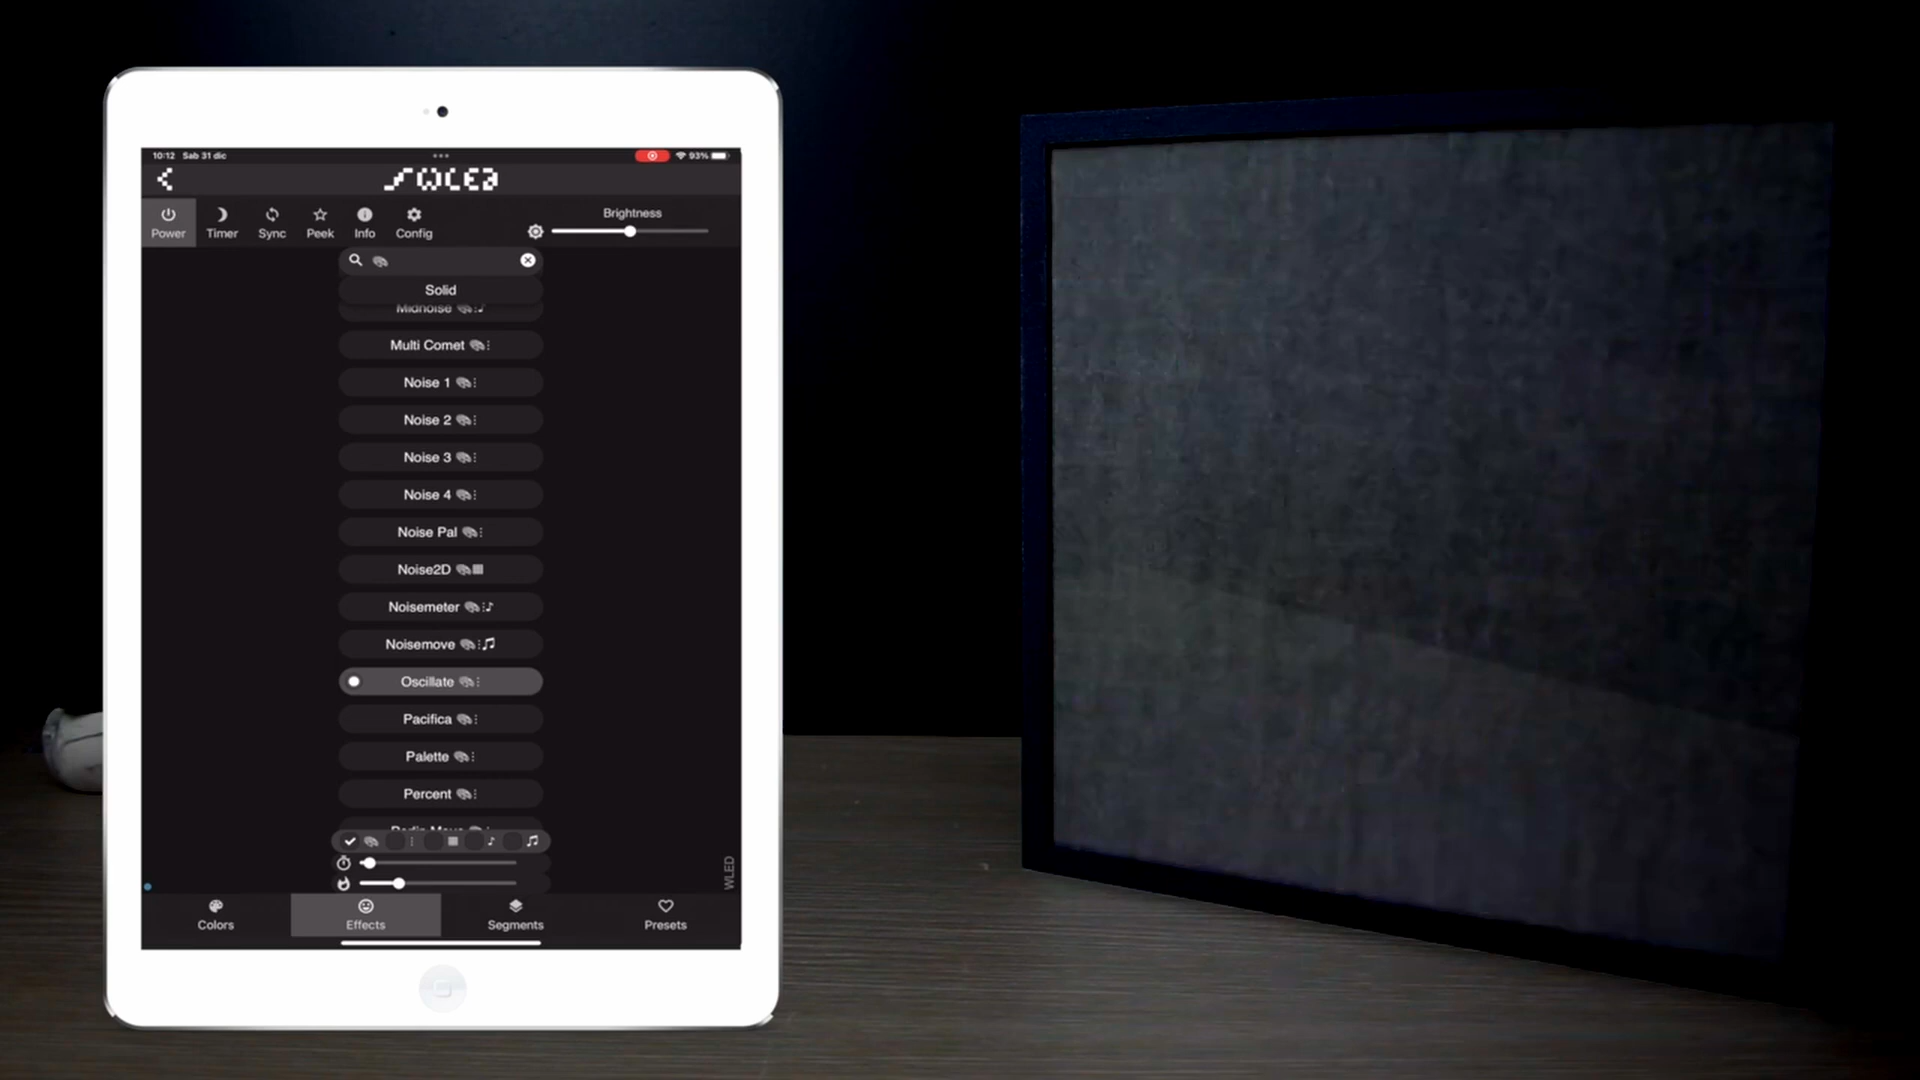 10:12 Sab 31 dic
93%
Power Timer Sync Peek Info Config
Brightness
Solid
Midnoise
Multi Comet
Noise 1
Noise 2
Noise 3
Noise 4
Noise Pal
Noise2D
Noisemeter
Noisemove
Oscillate
Pacifica
Palette
Percent
WLED
Colors Effects Segments Presets